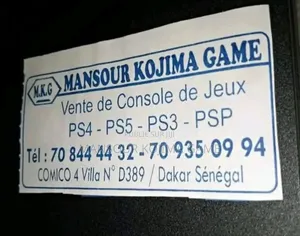 M.K.G MANSOUR KOJIMA GAME
Vente de Console de Jeux
PS4 - PS5 - PS3 - PSP
Tél : 70 844 44 32 - 70 935 09 94
COMICO 4 Villa N° D389 / Dakar Sénégal